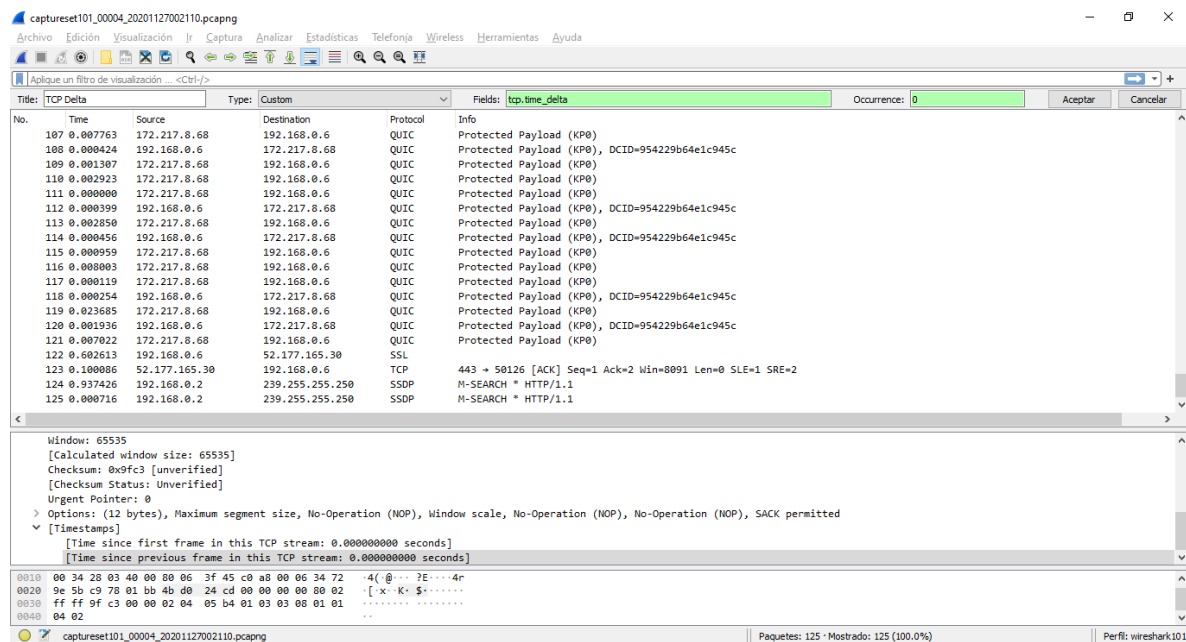 captureset101_00004_20201127002110.pcapng
Archivo Edición Visualización Ir Captura Analizar Estadísticas Telefonía Wireless Herramientas Ayuda
Aplique un filtro de visualización ... <Ctrl-/>
Title: TCP Delta Type: Custom Fields: tcp.time_delta Occurrence: 0 Aceptar Cancelar
No. Time Source Destination Protocol Info
107 0.007763 172.217.8.68 192.168.0.6 QUIC Protected Payload (KP0)
108 0.000424 192.168.0.6 172.217.8.68 QUIC Protected Payload (KP0), DCID=954229b64e1c945c
109 0.001307 172.217.8.68 192.168.0.6 QUIC Protected Payload (KP0)
110 0.002923 172.217.8.68 192.168.0.6 QUIC Protected Payload (KP0)
111 0.000000 172.217.8.68 192.168.0.6 QUIC Protected Payload (KP0)
112 0.000399 192.168.0.6 172.217.8.68 QUIC Protected Payload (KP0), DCID=954229b64e1c945c
113 0.002850 172.217.8.68 192.168.0.6 QUIC Protected Payload (KP0)
114 0.000456 192.168.0.6 172.217.8.68 QUIC Protected Payload (KP0), DCID=954229b64e1c945c
115 0.000959 172.217.8.68 192.168.0.6 QUIC Protected Payload (KP0)
116 0.008003 172.217.8.68 192.168.0.6 QUIC Protected Payload (KP0)
117 0.000119 172.217.8.68 192.168.0.6 QUIC Protected Payload (KP0)
118 0.000254 192.168.0.6 172.217.8.68 QUIC Protected Payload (KP0), DCID=954229b64e1c945c
119 0.023685 172.217.8.68 192.168.0.6 QUIC Protected Payload (KP0)
120 0.001936 192.168.0.6 172.217.8.68 QUIC Protected Payload (KP0), DCID=954229b64e1c945c
121 0.007022 172.217.8.68 192.168.0.6 QUIC Protected Payload (KP0)
122 0.602613 192.168.0.6 52.177.165.30 SSL
123 0.100086 52.177.165.30 192.168.0.6 TCP 443 → 50126 [ACK] Seq=1 Ack=2 Win=8091 Len=0 SLE=1 SRE=2
124 0.937426 192.168.0.2 239.255.255.250 SSDP M-SEARCH * HTTP/1.1
125 0.000716 192.168.0.2 239.255.255.250 SSDP M-SEARCH * HTTP/1.1
Window: 65535
[Calculated window size: 65535]
Checksum: 0x9fc3 [unverified]
[Checksum Status: Unverified]
Urgent Pointer: 0
Options: (12 bytes), Maximum segment size, No-Operation (NOP), Window scale, No-Operation (NOP), No-Operation (NOP), SACK permitted
[Timestamps]
[Time since first frame in this TCP stream: 0.000000000 seconds]
[Time since previous frame in this TCP stream: 0.000000000 seconds]
0010 00 34 28 03 40 00 80 06 3f 45 c0 a8 00 06 34 72 ·4(·@··· ?E····4r
0020 9e 5b c9 78 01 bb 4b d0 24 cd 00 00 00 00 80 02 ·[·x··K· $·······
0030 ff ff 9f c3 00 00 02 04 05 b4 01 03 03 08 01 01 ········ ········
0040 04 02 ··
captureset101_00004_20201127002110.pcapng Paquetes: 125 · Mostrado: 125 (100.0%) Perfil: wireshark101